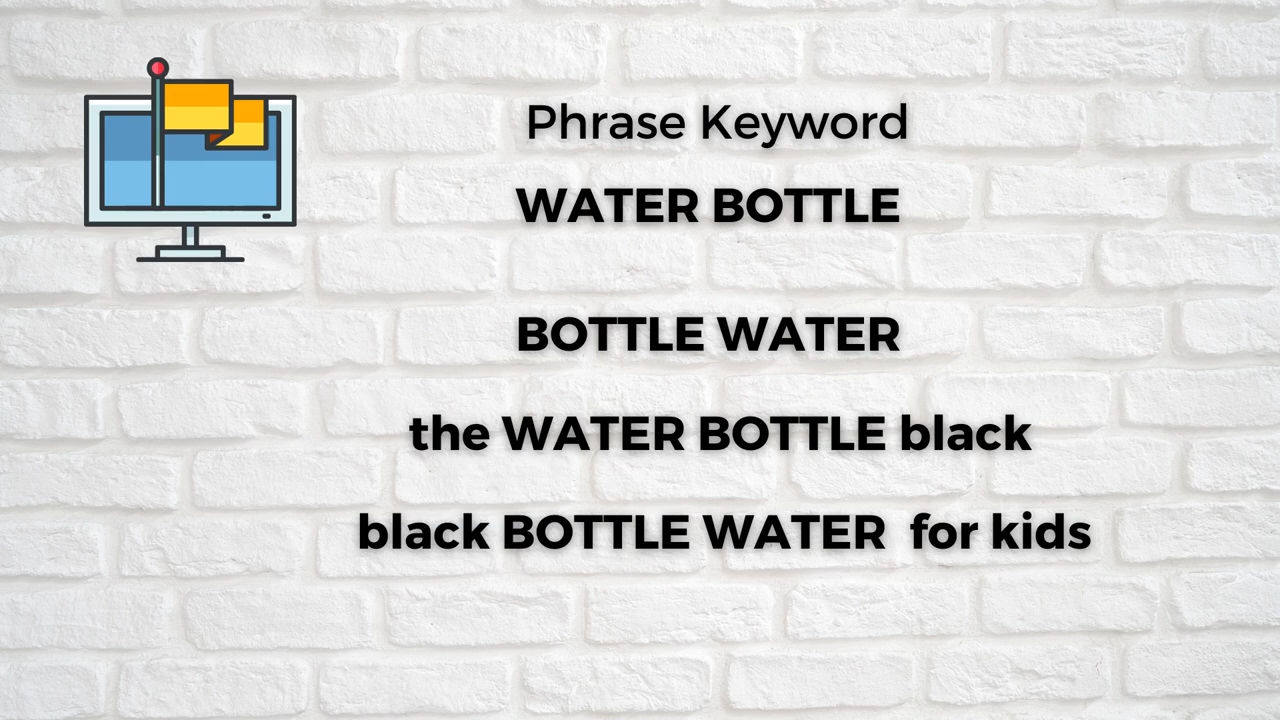 Phrase Keyword
WATER BOTTLE
BOTTLE WATER
the WATER BOTTLE black
black BOTTLE WATER for kids